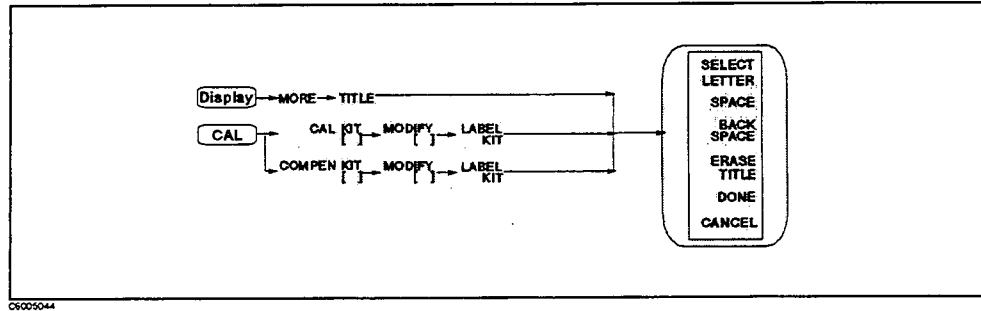 Display MORE TITLE
CAL CAL KIT [ ] MODIFY [ ] LABEL KIT
COMPEN KIT [ ] MODIFY [ ] LABEL KIT
SELECT
LETTER
SPACE
BACK
SPACE
ERASE
TITLE
DONE
CANCEL
C6005044